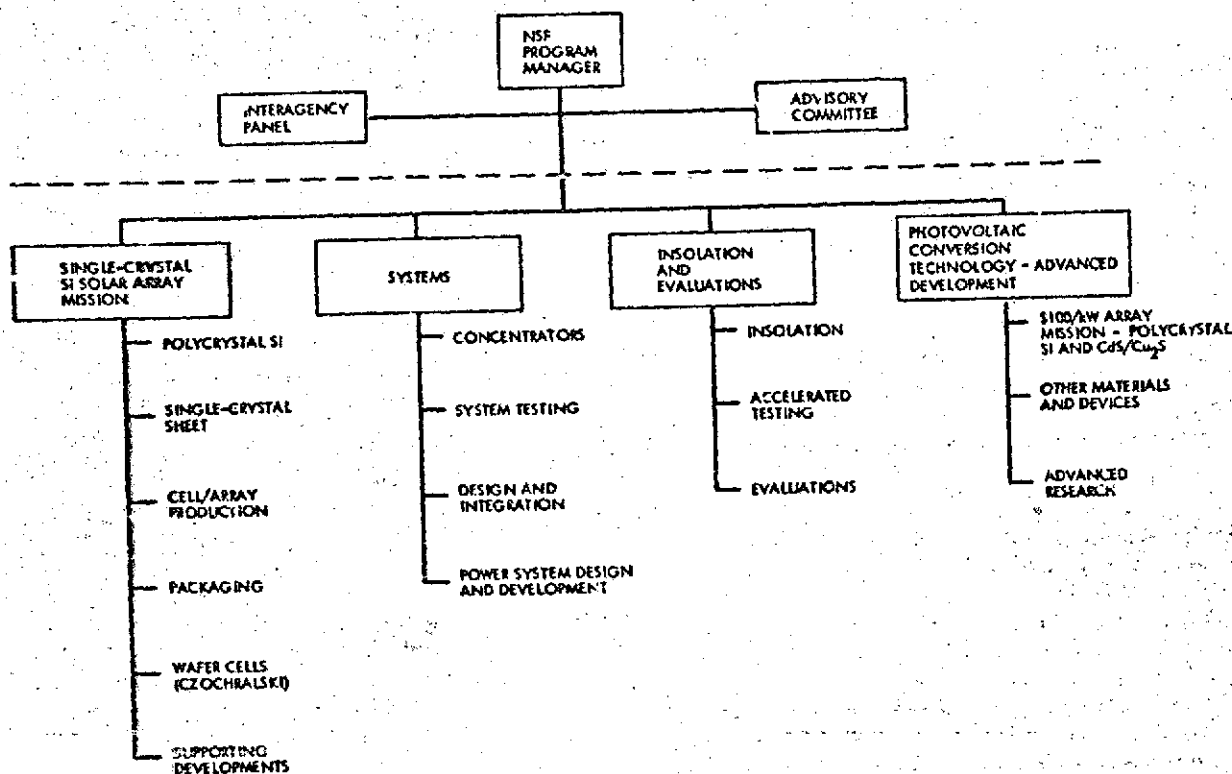 NSF
PROGRAM
MANAGER
INTERAGENCY
PANEL
ADVISORY
COMMITTEE
SINGLE-CRYSTAL
SI SOLAR ARRAY
MISSION
POLYCRYSTAL SI
SINGLE-CRYSTAL
SHEET
CELL/ARRAY
PRODUCTION
PACKAGING
WAFER CELLS
(CZOCHRALSKI)
SUPPORTING
DEVELOPMENTS
SYSTEMS
CONCENTRATORS
SYSTEM TESTING
DESIGN AND
INTEGRATION
POWER SYSTEM DESIGN
AND DEVELOPMENT
INSOLATION
AND
EVALUATIONS
INSOLATION
ACCELERATED
TESTING
EVALUATIONS
PHOTOVOLTAIC
CONVERSION
TECHNOLOGY - ADVANCED
DEVELOPMENT
$100/kW ARRAY
MISSION - POLYCRYSTAL
SI AND CdS/Cu₂S
OTHER MATERIALS
AND DEVICES
ADVANCED
RESEARCH